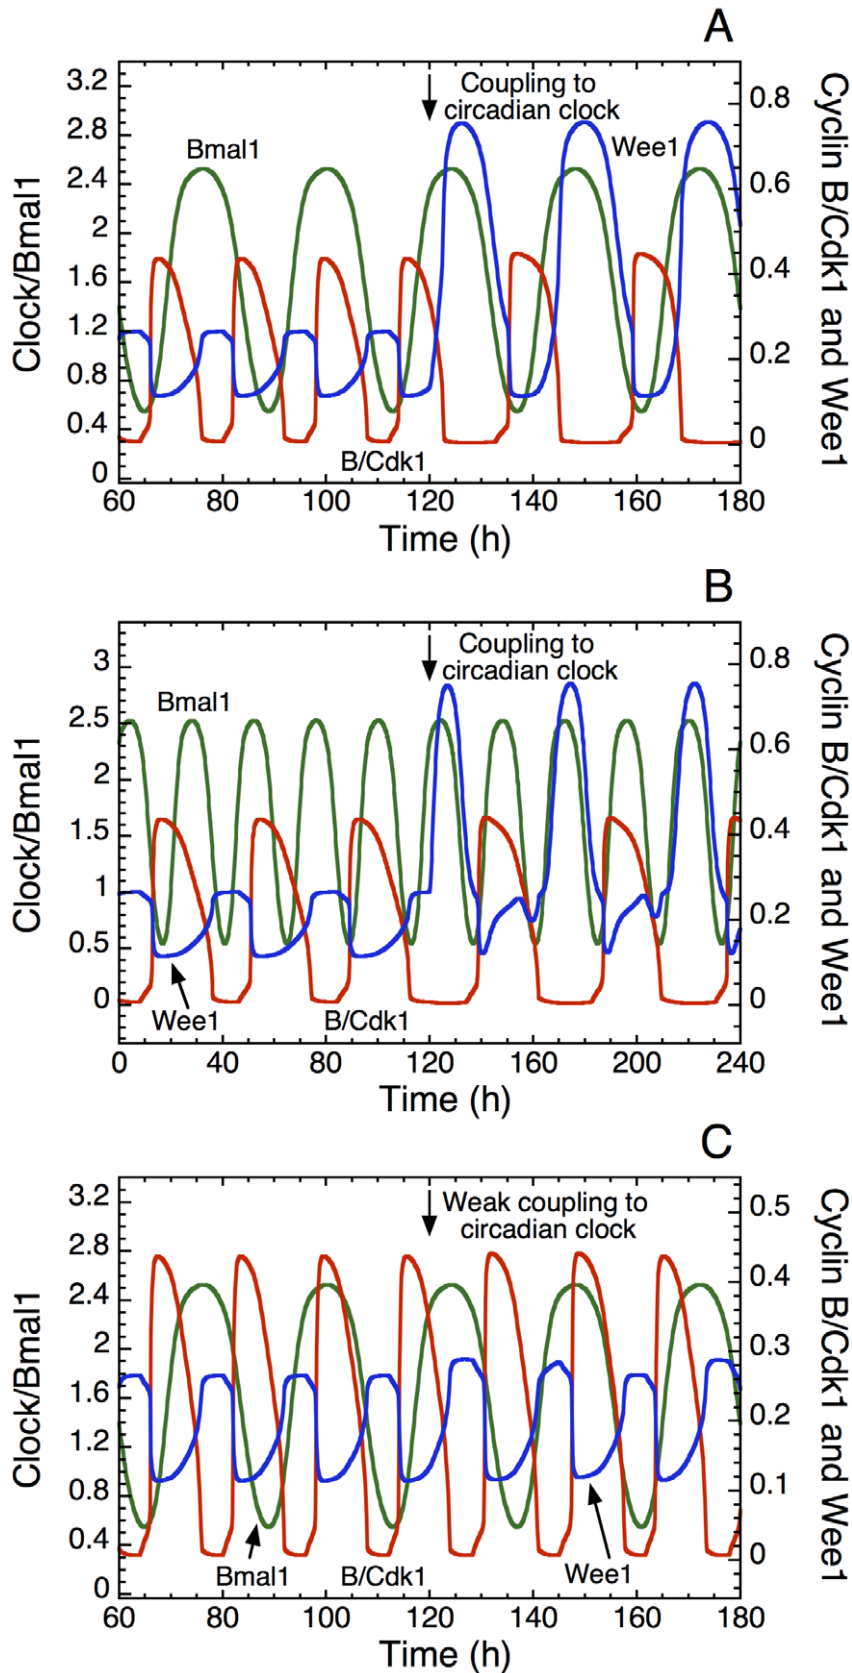 A
Coupling to
circadian clock
Bmal1
Wee1
B/Cdk1
3.2
2.8
2.4
2
1.6
1.2
0.8
0.4
0
Clock/Bmal1
0.8
0.6
0.4
0.2
0
Cyclin B/Cdk1 and Wee1
60 80 100 120 140 160 180
Time (h)
B
Coupling to
circadian clock
Bmal1
Wee1
B/Cdk1
3
2.5
2
1.5
1
0.5
0
Clock/Bmal1
0.8
0.6
0.4
0.2
0
Cyclin B/Cdk1 and Wee1
0 40 80 120 160 200 240
Time (h)
C
Weak coupling to
circadian clock
Bmal1
B/Cdk1
Wee1
3.2
2.8
2.4
2
1.6
1.2
0.8
0.4
0
Clock/Bmal1
0.5
0.4
0.3
0.2
0.1
0
Cyclin B/Cdk1 and Wee1
60 80 100 120 140 160 180
Time (h)